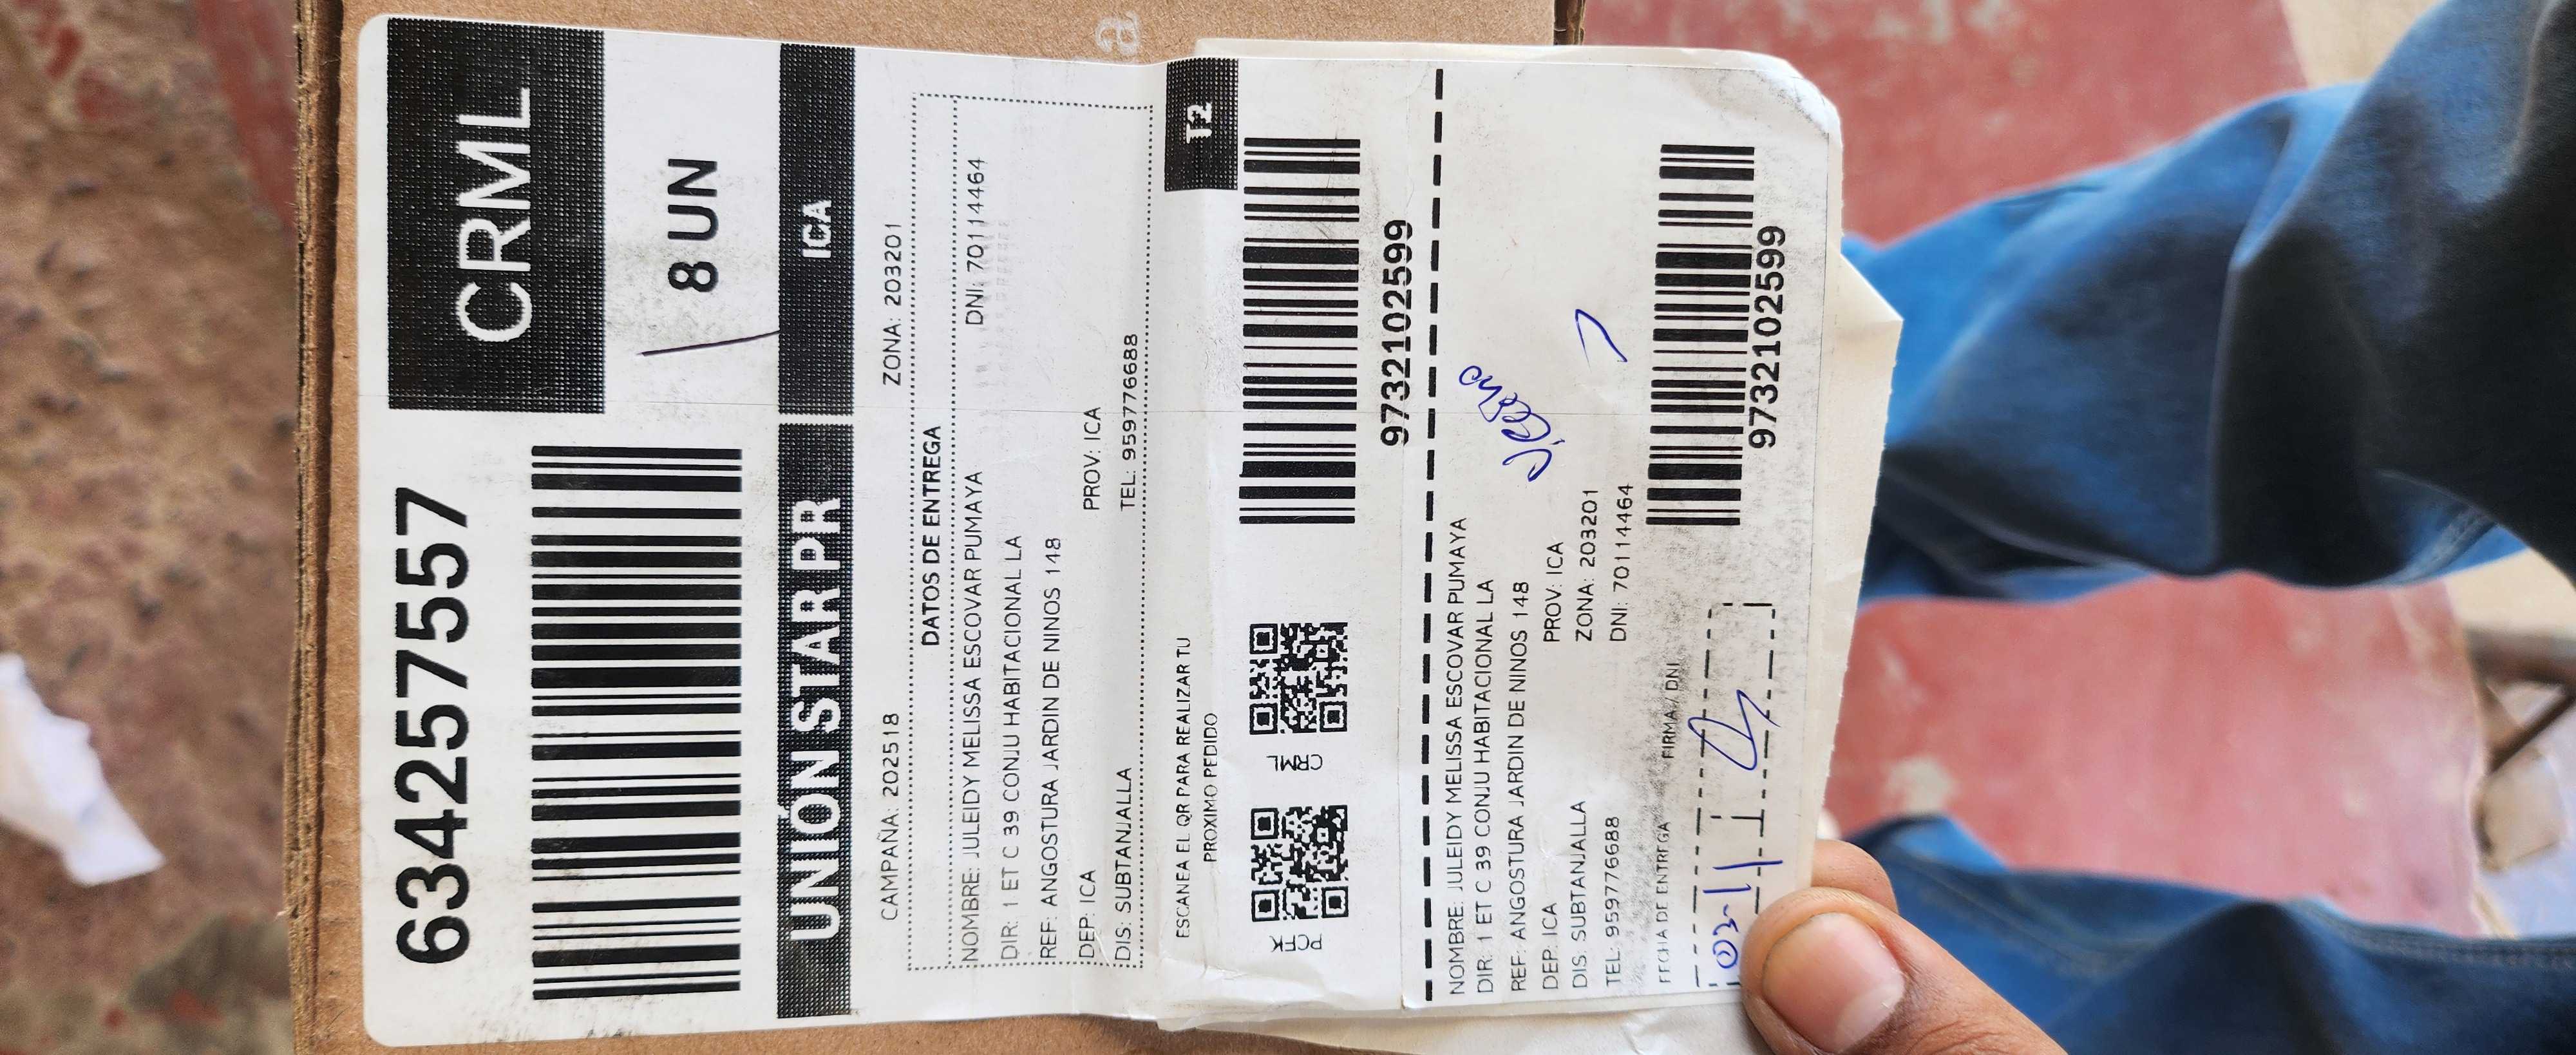 6334257557
CRML
8 UN
UNIÓN STAR PR
ICA
CAMPAÑA: 202518 ZONA: 203201
DATOS DE ENTREGA
NOMBRE: JULEIDY MELISSA ESCOVAR PUMAYA
DNI: 70114464
DIR: 1 ET C 39 CONJU HABITACIONAL LA
REF: ANGOSTURA JARDIN DE NINOS 148
DEP: ICA PROV: ICA
DIS: SUBTANJALLA TEL: 959776688
T2
ESCANEA EL QR PARA REALIZAR TU
PROXIMO PEDIDO
PCFK
CRML
9732102599
NOMBRE: JULEIDY MELISSA ESCOVAR PUMAYA
DIR: 1 ET C 39 CONJU HABITACIONAL LA
REF: ANGOSTURA JARDIN DE NINOS 148
DEP: ICA PROV: ICA
DIS: SUBTANJALLA ZONA: 203201
TEL: 959776688 DNI: 70114464
FECHA DE ENTREGA FIRMA / DNI
03-11
9732102599